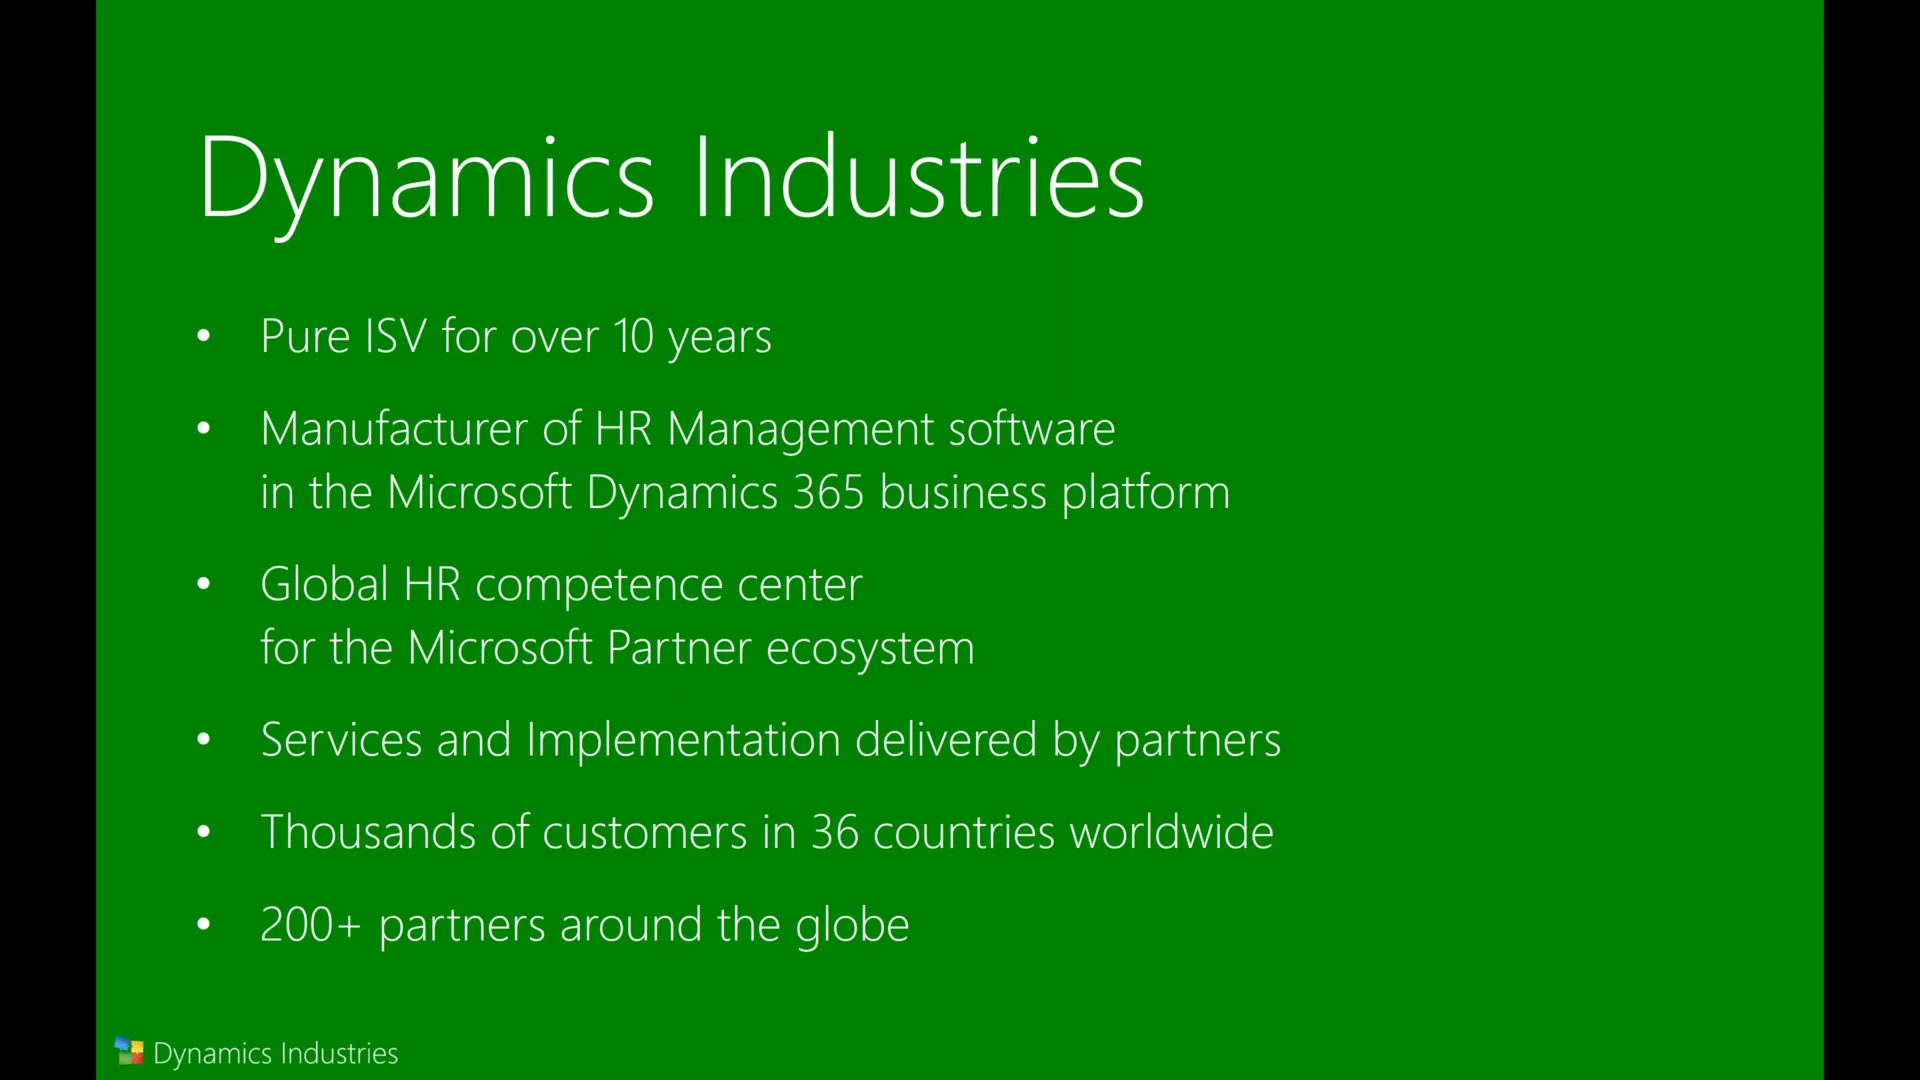 Dynamics Industries
• Pure ISV for over 10 years
• Manufacturer of HR Management software
in the Microsoft Dynamics 365 business platform
• Global HR competence center
for the Microsoft Partner ecosystem
• Services and Implementation delivered by partners
• Thousands of customers in 36 countries worldwide
• 200+ partners around the globe
Dynamics Industries